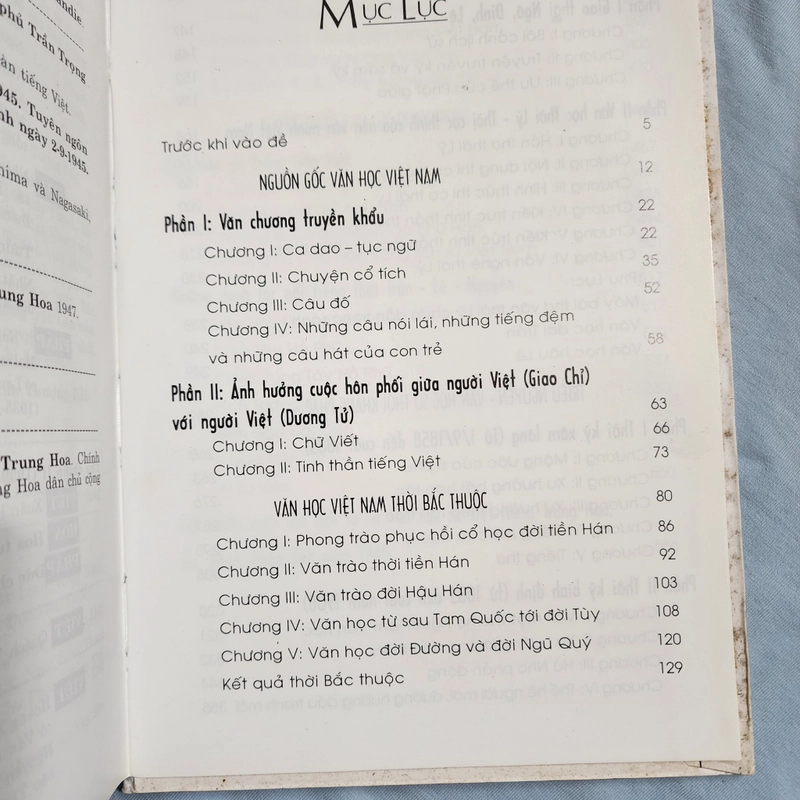 ndie.
phủ Trần Trọng
àn tiếng Việt.
945. Tuyên ngôn
nh ngày 2-9-1945.
hima và Nagasaki,
ung Hoa 1947.
Trung Hoa. Chính
ng Hoa dân chủ cộng
MỤC LỤC
Trước khi vào đề 5
NGUỒN GỐC VĂN HỌC VIỆT NAM 12
Phần I: Văn chương truyền khẩu 22
Chương I: Ca dao – tục ngữ 22
Chương II: Chuyện cổ tích 35
Chương III: Câu đố 52
Chương IV: Những câu nói lái, những tiếng đệm
và những câu hát của con trẻ 58
Phần II: Ảnh hưởng cuộc hôn phối giữa người Việt (Giao Chỉ)
với người Việt (Dương Tử) 63
Chương I: Chữ Viết 66
Chương II: Tinh thần tiếng Việt 73
VĂN HỌC VIỆT NAM THỜI BẮC THUỘC 80
Chương I: Phong trào phục hồi cổ học đời tiền Hán 86
Chương II: Văn trào thời tiền Hán 92
Chương III: Văn trào đời Hậu Hán 103
Chương IV: Văn học từ sau Tam Quốc tới đời Tùy 108
Chương V: Văn học đời Đường và đời Ngũ Quý 120
Kết quả thời Bắc thuộc 129